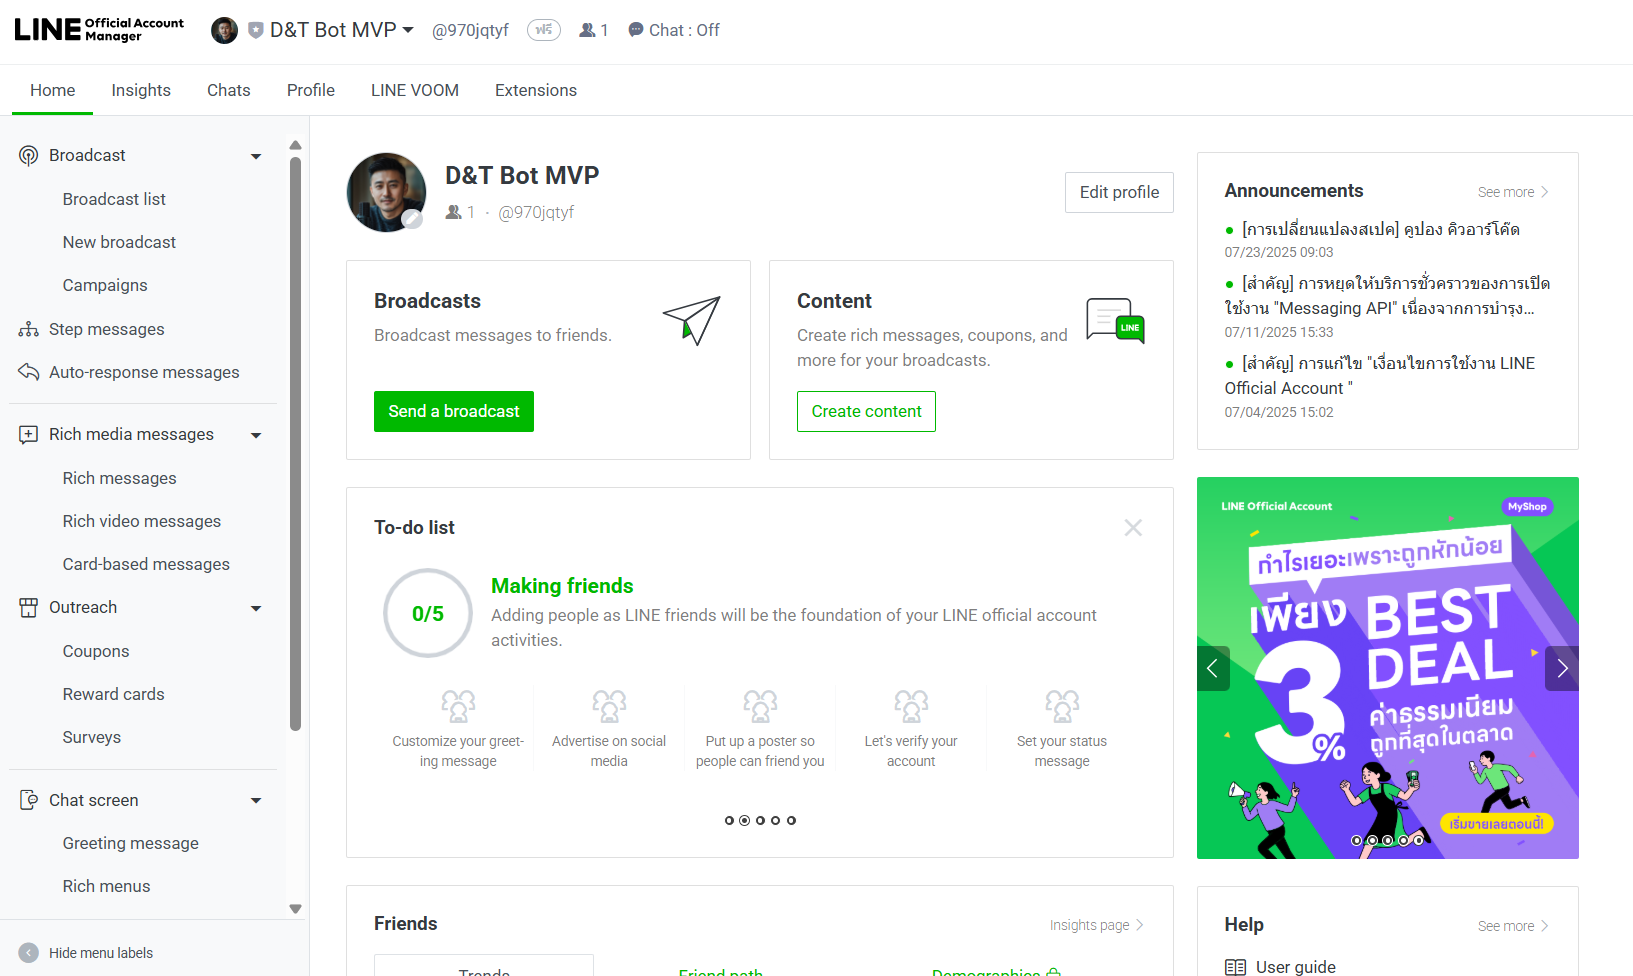 LINE Official Account Manager
D&T Bot MVP
@970jqtyf
ฟรี
1
Chat : Off
Home
Insights
Chats
Profile
LINE VOOM
Extensions
Broadcast
Broadcast list
New broadcast
Campaigns
Step messages
Auto-response messages
Rich media messages
Rich messages
Rich video messages
Card-based messages
Outreach
Coupons
Reward cards
Surveys
Chat screen
Greeting message
Rich menus
Hide menu labels
D&T Bot MVP
1 · @970jqtyf
Edit profile
Broadcasts
Broadcast messages to friends.
Send a broadcast
Content
Create rich messages, coupons, and
more for your broadcasts.
LINE
Create content
To-do list
0/5
Making friends
Adding people as LINE friends will be the foundation of your LINE official account
activities.
Customize your greet-
ing message
Advertise on social
media
Put up a poster so
people can friend you
Let's verify your
account
Set your status
message
Friends
Insights page
Trends
Friend path
Demographics
Announcements
See more
[การเปลี่ยนแปลงสเปค] คูปอง คิวอาร์โค๊ด
07/23/2025 09:03
[สำคัญ] การหยุดให้บริการชั่วคราวของการเปิด
ใช้งาน "Messaging API" เนื่องจากการบำรุง...
07/11/2025 15:33
[สำคัญ] การแก้ไข "เงื่อนไขการใช้งาน LINE
Official Account "
07/04/2025 15:02
LINE Official Account
MyShop
กำไรเยอะเพราะถูกหักน้อย
เพียง
3%
BEST
DEAL
ค่าธรรมเนียม
ถูกที่สุดในตลาด
เริ่มขายเลยตอนนี้!
Help
See more
User guide